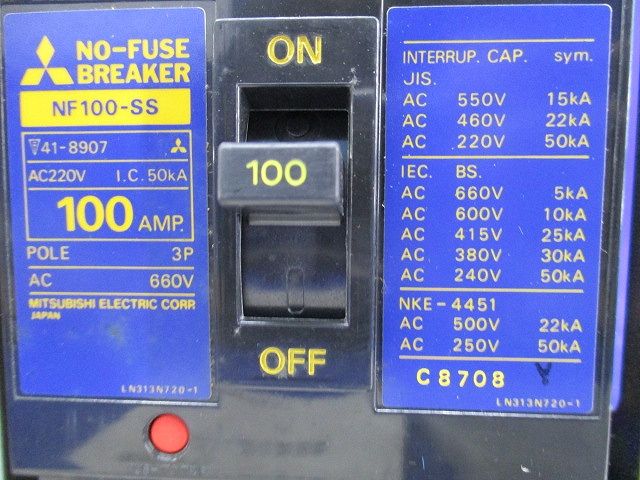 NO-FUSE
BREAKER
NF100-SS
41-8907
AC220V I.C. 50kA
100 AMP.
POLE 3P
AC 660V
MITSUBISHI ELECTRIC CORP.
JAPAN
LN313N720-1
ON
100
OFF
INTERRUP. CAP. sym.
JIS.
AC 550V 15kA
AC 460V 22kA
AC 220V 50kA
IEC. BS.
AC 660V 5kA
AC 600V 10kA
AC 415V 25kA
AC 380V 30kA
AC 240V 50kA
NKE-4451
AC 500V 22kA
AC 250V 50kA
C8708
LN313N720-1